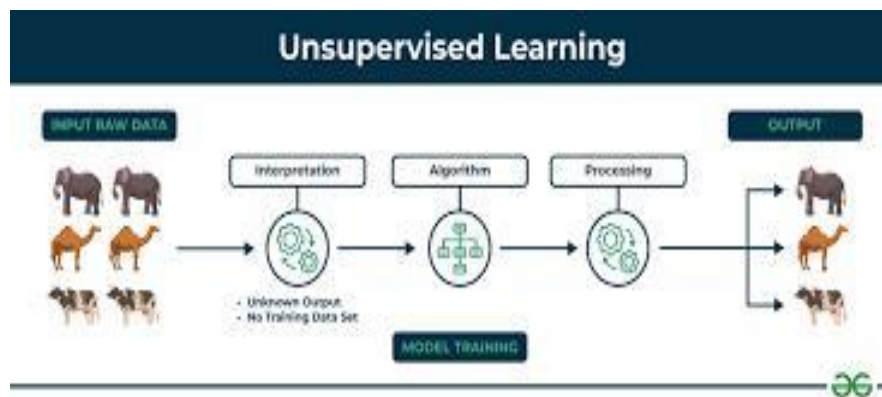 Unsupervised Learning
INPUT RAW DATA
OUTPUT
Interpretation
Algorithm
Processing
• Unknown Output
• No Training Data Set
MODEL TRAINING